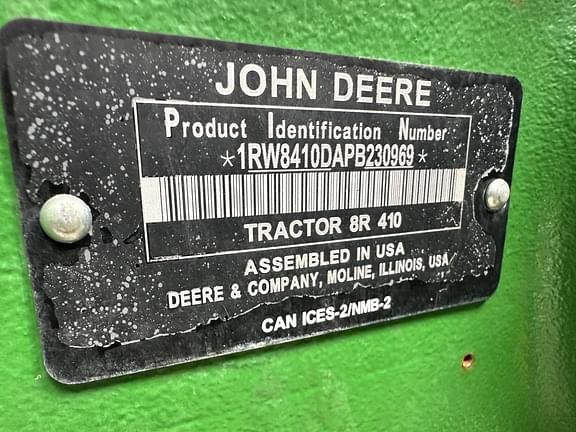 JOHN DEERE
Product Identification Number
*1RW8410DAPB230969*
TRACTOR 8R 410
ASSEMBLED IN USA
DEERE & COMPANY, MOLINE, ILLINOIS, USA
CAN ICES-2/NMB-2